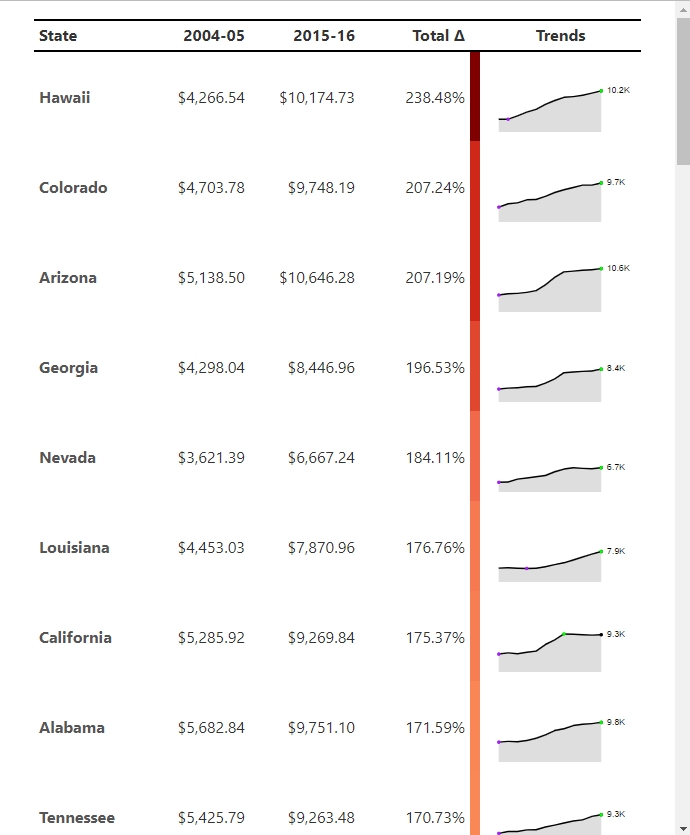 State 2004-05 2015-16 Total Δ Trends
Hawaii $4,266.54 $10,174.73 238.48% 10.2K
Colorado $4,703.78 $9,748.19 207.24% 9.7K
Arizona $5,138.50 $10,646.28 207.19% 10.6K
Georgia $4,298.04 $8,446.96 196.53% 8.4K
Nevada $3,621.39 $6,667.24 184.11% 6.7K
Louisiana $4,453.03 $7,870.96 176.76% 7.9K
California $5,285.92 $9,269.84 175.37% 9.3K
Alabama $5,682.84 $9,751.10 171.59% 9.8K
Tennessee $5,425.79 $9,263.48 170.73% 9.3K